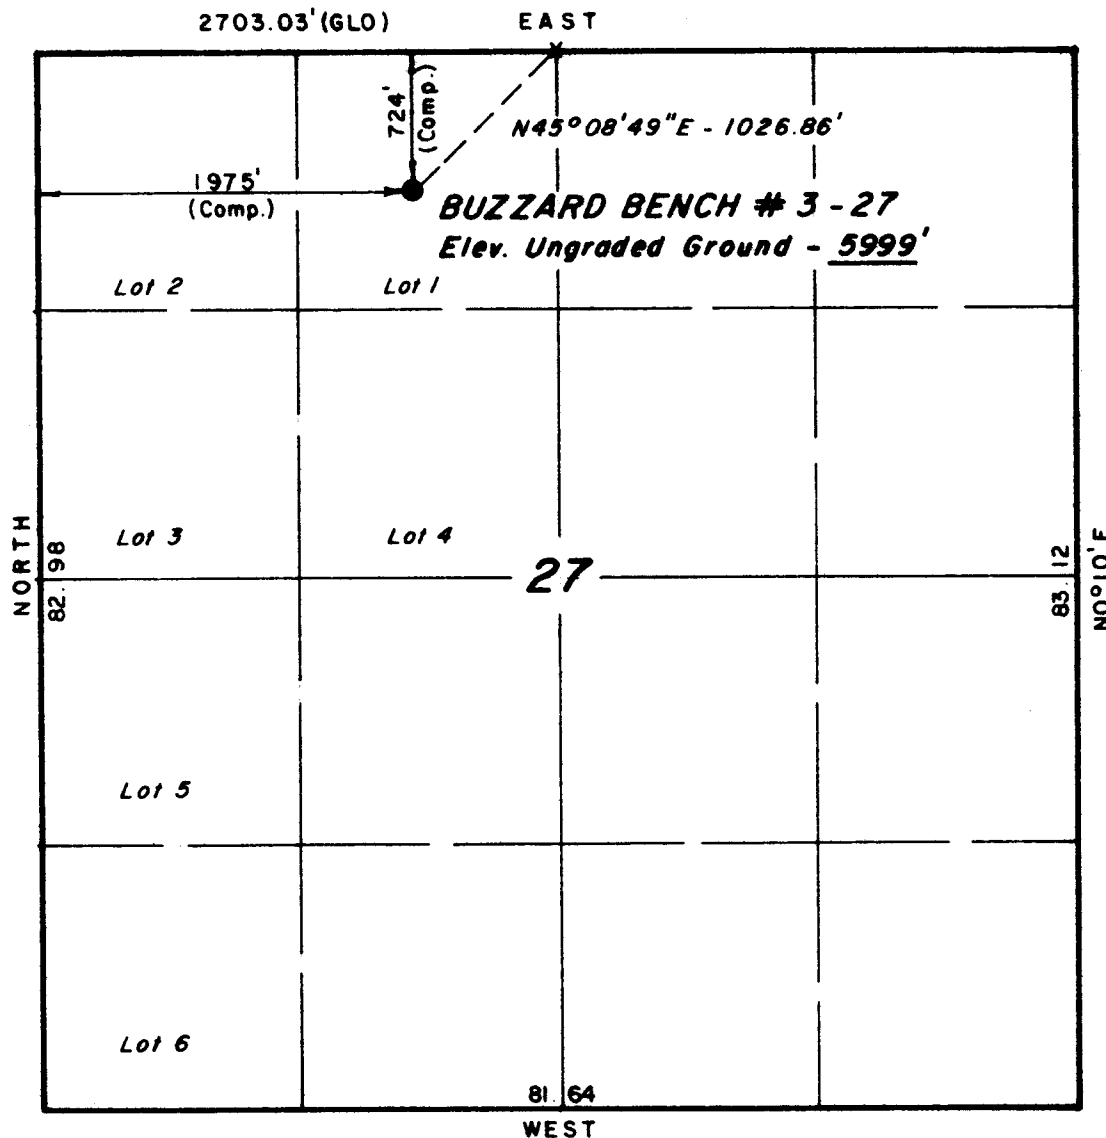 2703.03' (GLO)
EAST
724'
(Comp.)
N45°08'49"E - 1026.86'
1975'
(Comp.)
BUZZARD BENCH # 3 - 27
Elev. Ungraded Ground - 5999'
Lot 2
Lot 1
NORTH
82.98
Lot 3
Lot 4
27
83.12
N0°10'E
Lot 5
Lot 6
81.64
WEST